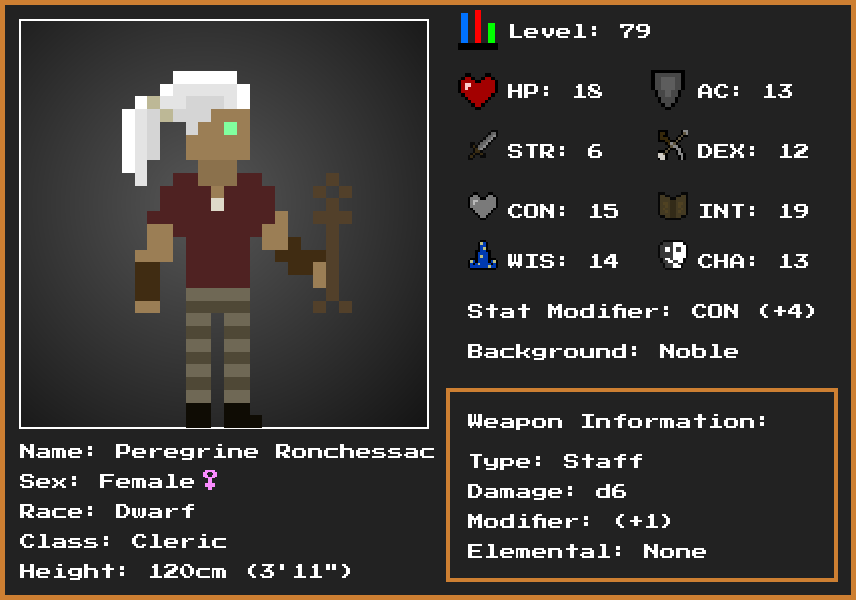 Level: 79
HP: 18 AC: 13
STR: 6 DEX: 12
CON: 15 INT: 19
WIS: 14 CHA: 13
Stat Modifier: CON (+4)
Background: Noble
Weapon Information:
Type: Staff
Damage: d6
Modifier: (+1)
Elemental: None
Name: Peregrine Ronchessac
Sex: Female♀
Race: Dwarf
Class: Cleric
Height: 120cm (3'11")